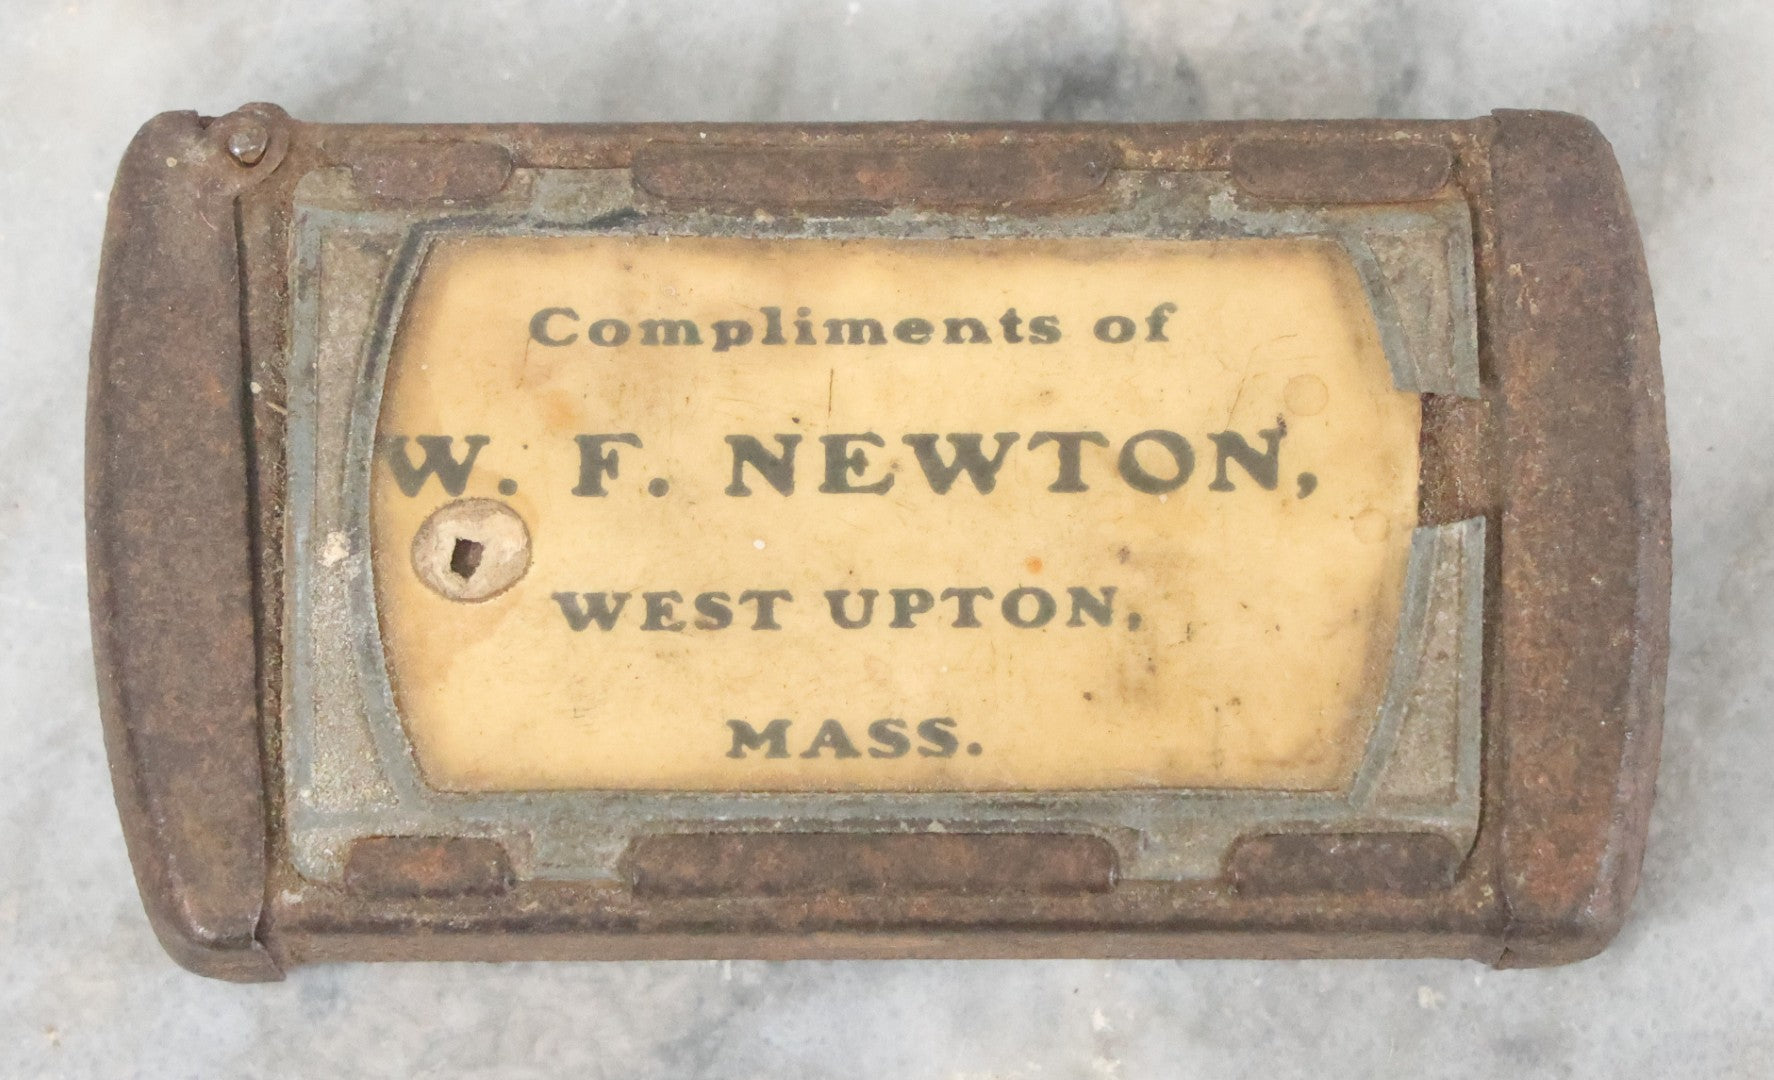 Compliments of
W. F. NEWTON,
WEST UPTON,
MASS.